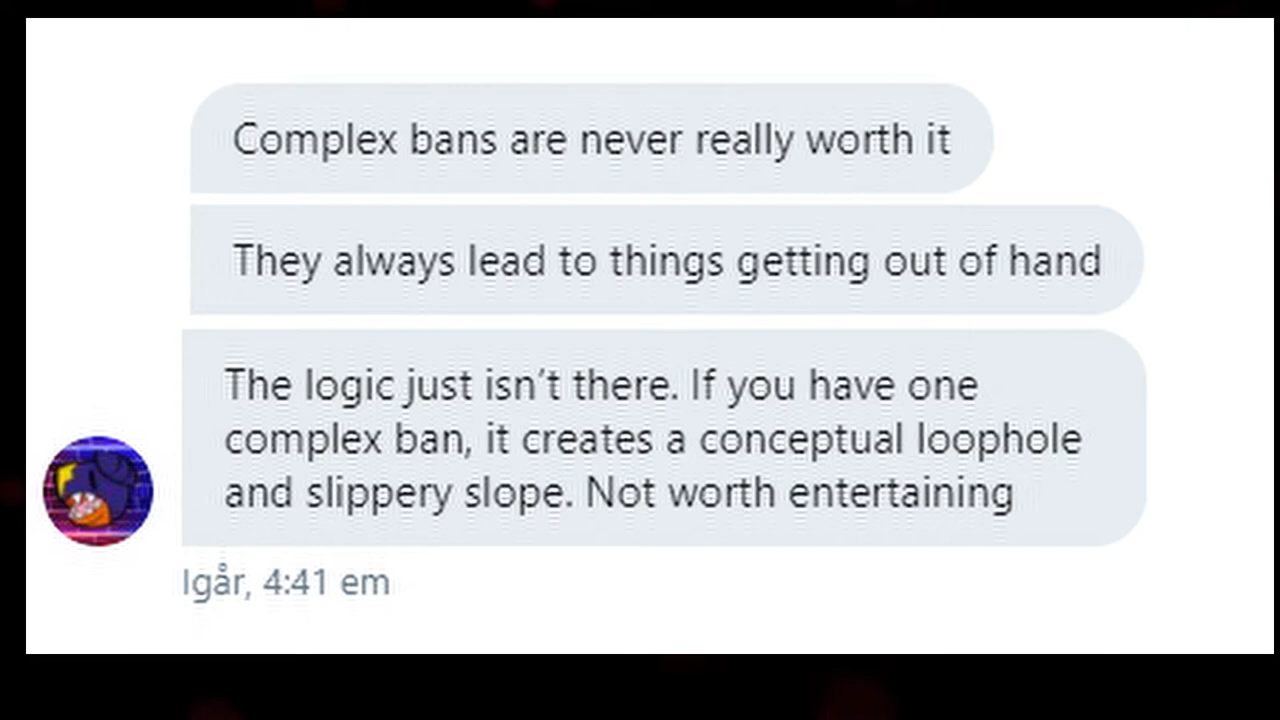 Complex bans are never really worth it
They always lead to things getting out of hand
The logic just isn’t there. If you have one
complex ban, it creates a conceptual loophole
and slippery slope. Not worth entertaining
Igår, 4:41 em